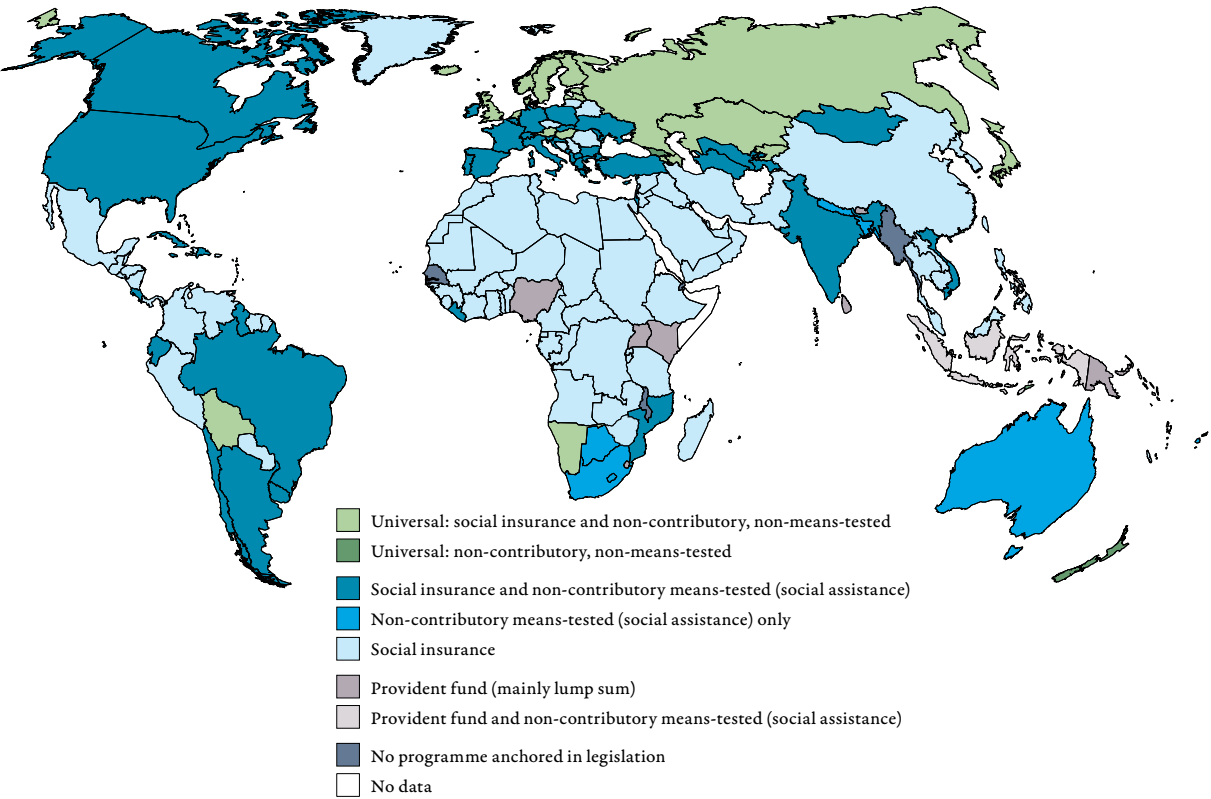 Universal: social insurance and non-contributory, non-means-tested
Universal: non-contributory, non-means-tested
Social insurance and non-contributory means-tested (social assistance)
Non-contributory means-tested (social assistance) only
Social insurance
Provident fund (mainly lump sum)
Provident fund and non-contributory means-tested (social assistance)
No programme anchored in legislation
No data